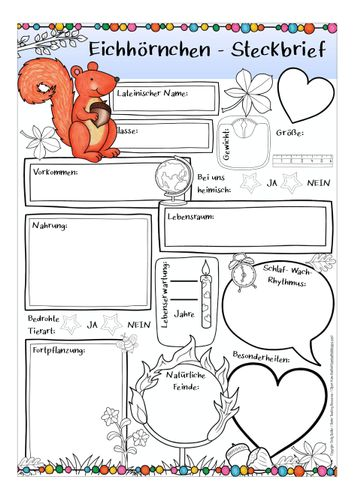 Eichhörnchen - Steckbrief
Lateinischer Name:
lasse:
Gewicht:
Größe:
Vorkommen:
Bei uns
heimisch:
JA
NEIN
Nahrung:
Lebensraum:
Lebenserwartung:
Jahre
Schlaf- Wach-
Rhythmus:
Bedrohte
Tierart:
JA
NEIN
Fortpflanzung:
Natürliche
Feinde:
Besonderheiten: